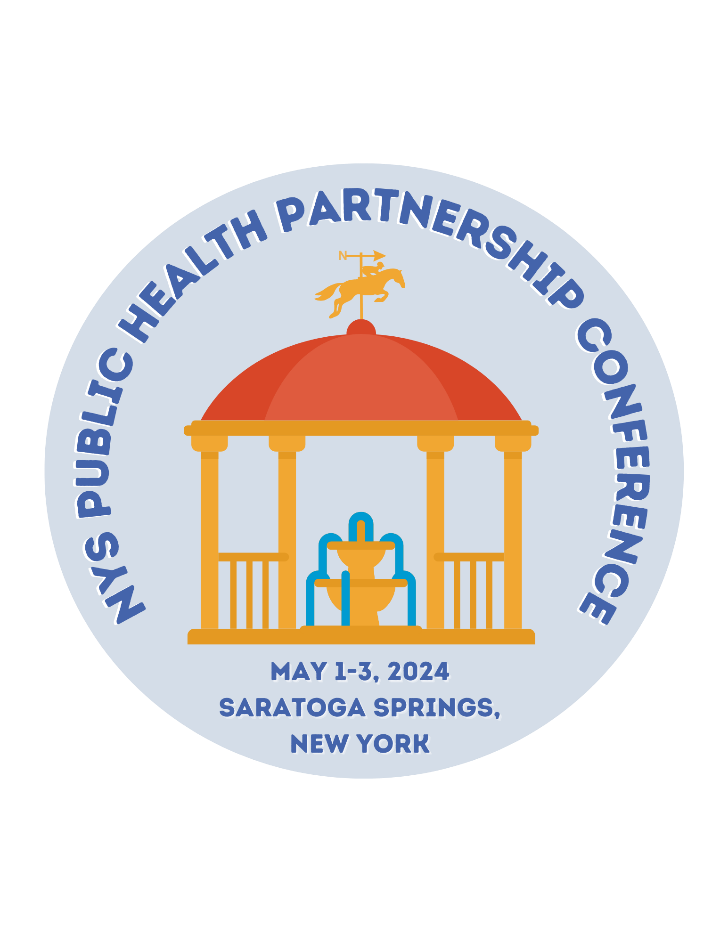 NYS PUBLIC HEALTH PARTNERSHIP CONFERENCE
N
MAY 1-3, 2024
SARATOGA SPRINGS,
NEW YORK